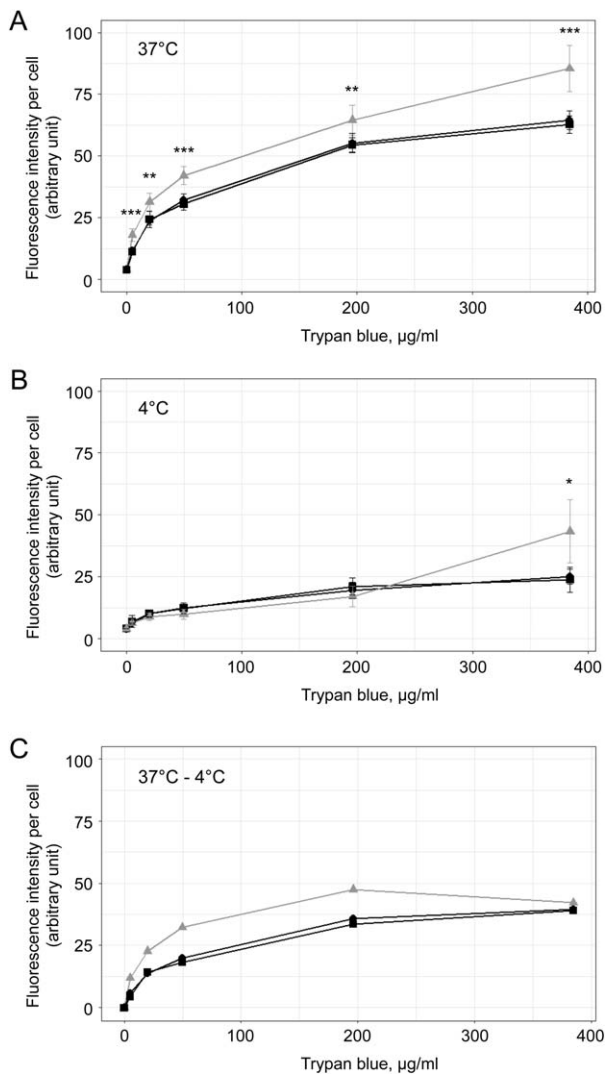 A
37°C
100
75
50
25
0
***
**
***
**
***
Fluorescence intensity per cell
(arbitrary unit)
0
100
200
300
400
Trypan blue, µg/ml
B
4°C
100
75
50
25
0
*
Fluorescence intensity per cell
(arbitrary unit)
0
100
200
300
400
Trypan blue, µg/ml
C
37°C - 4°C
100
75
50
25
0
Fluorescence intensity per cell
(arbitrary unit)
0
100
200
300
400
Trypan blue, µg/ml